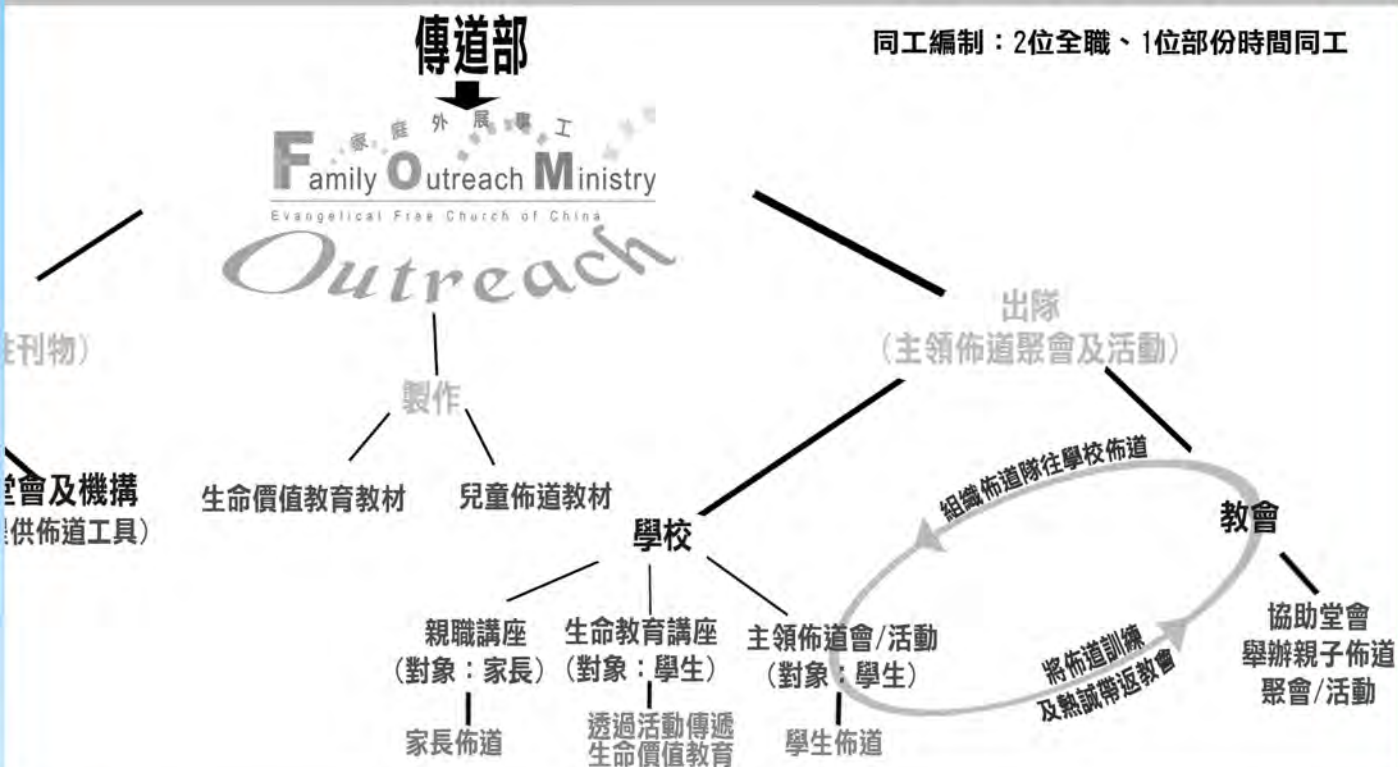 傳道部
同工編制：2位全職、1位部份時間同工
家庭外展事工
Family Outreach Ministry
Evangelical Free Church of China
Outreach
刊物）
出隊
（主領佈道聚會及活動）
製作
堂會及機構
提供佈道工具）
生命價值教育教材
兒童佈道教材
學校
組織佈道隊往學校佈道
教會
將佈道訓練
及熱誠帶返教會
親職講座
（對象：家長）
生命教育講座
（對象：學生）
主領佈道會/活動
（對象：學生）
協助堂會
舉辦親子佈道
聚會/活動
家長佈道
透過活動傳遞
生命價值教育
學生佈道